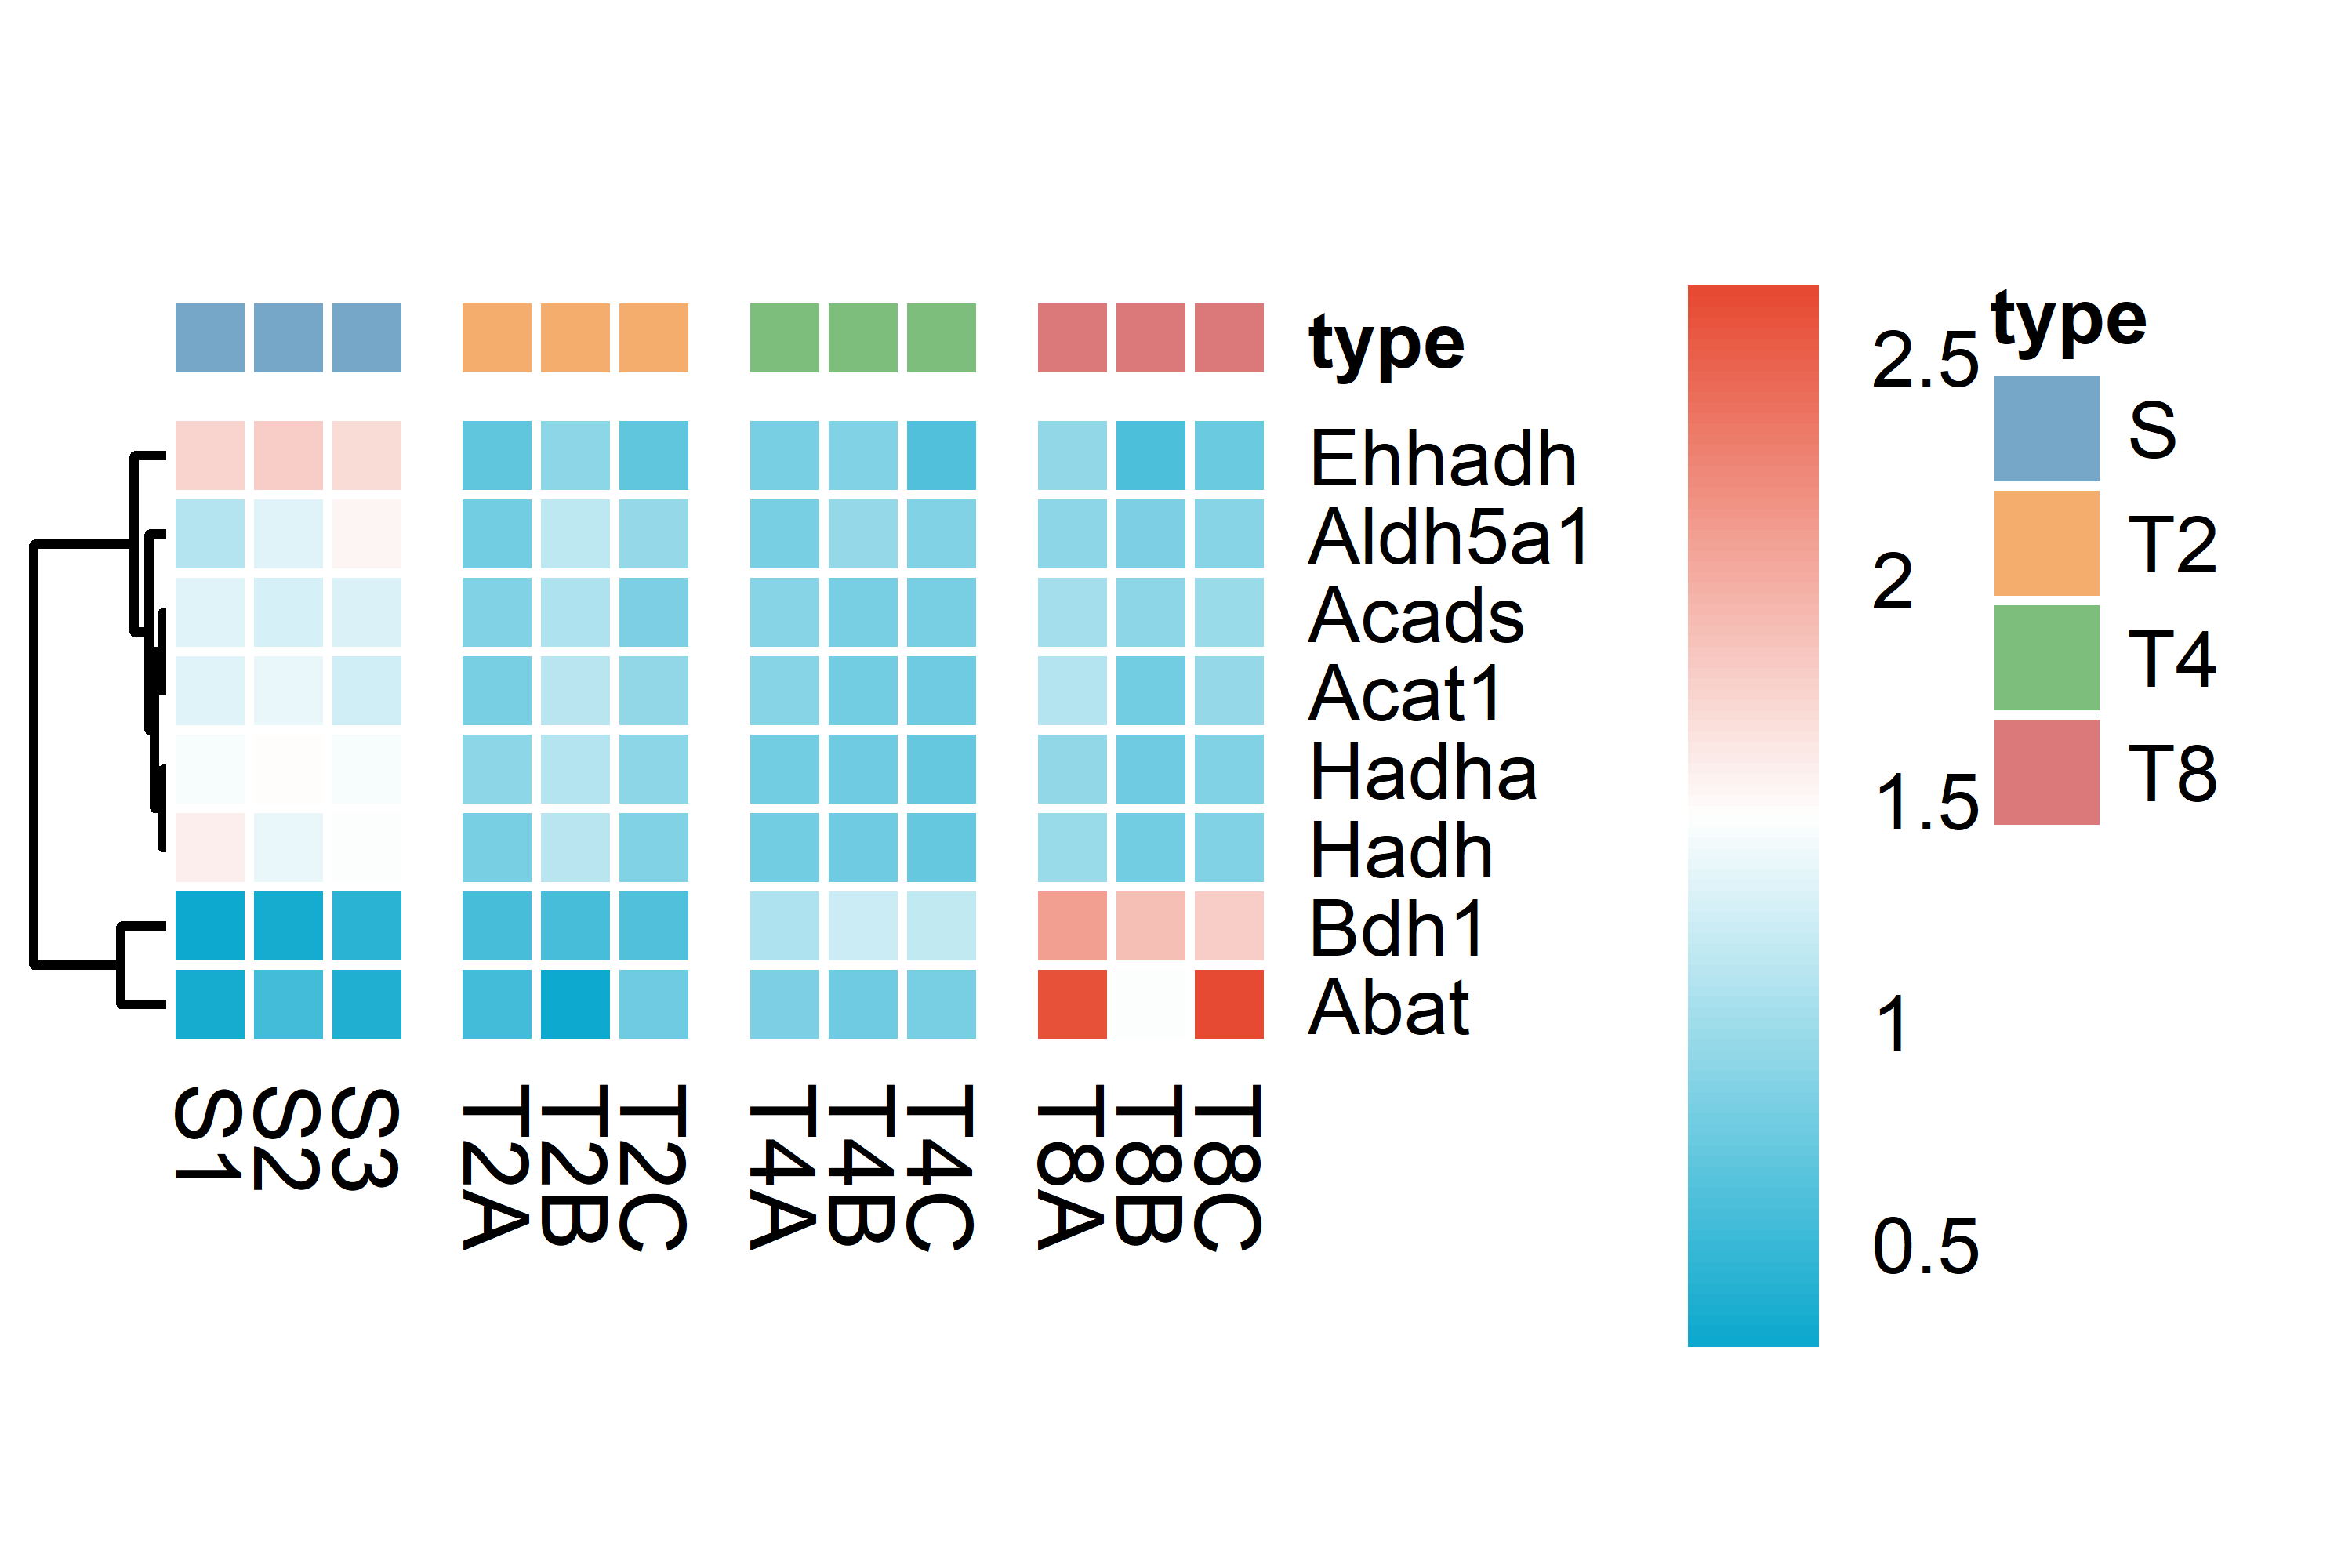 type
Ehhadh
Aldh5a1
Acads
Acat1
Hadha
Hadh
Bdh1
Abat
S1
S2
S3
T2A
T2B
T2C
T4A
T4B
T4C
T8A
T8B
T8C
2.5
2
1.5
1
0.5
type
S
T2
T4
T8